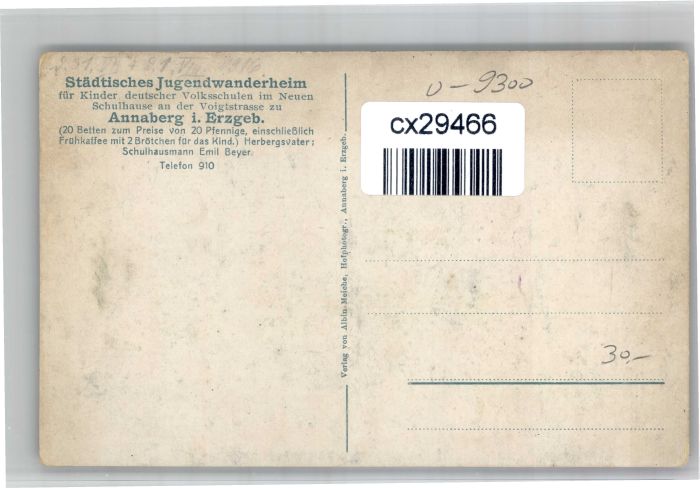 Städtisches Jugendwanderheim
für Kinder deutscher Volksschulen im Neuen
Schulhause an der Voigtstrasse zu
Annaberg i. Erzgeb.
(20 Betten zum Preise von 20 Pfennige, einschließlich
Frühkaffee mit 2 Brötchen für das Kind.) Herbergsvater:
Schulhausmann Emil Beyer.
Telefon 910
Verlag von Albin Meiche, Hofphotogr., Annaberg i. Erzgeb.
U-9300
cx29466
30,-